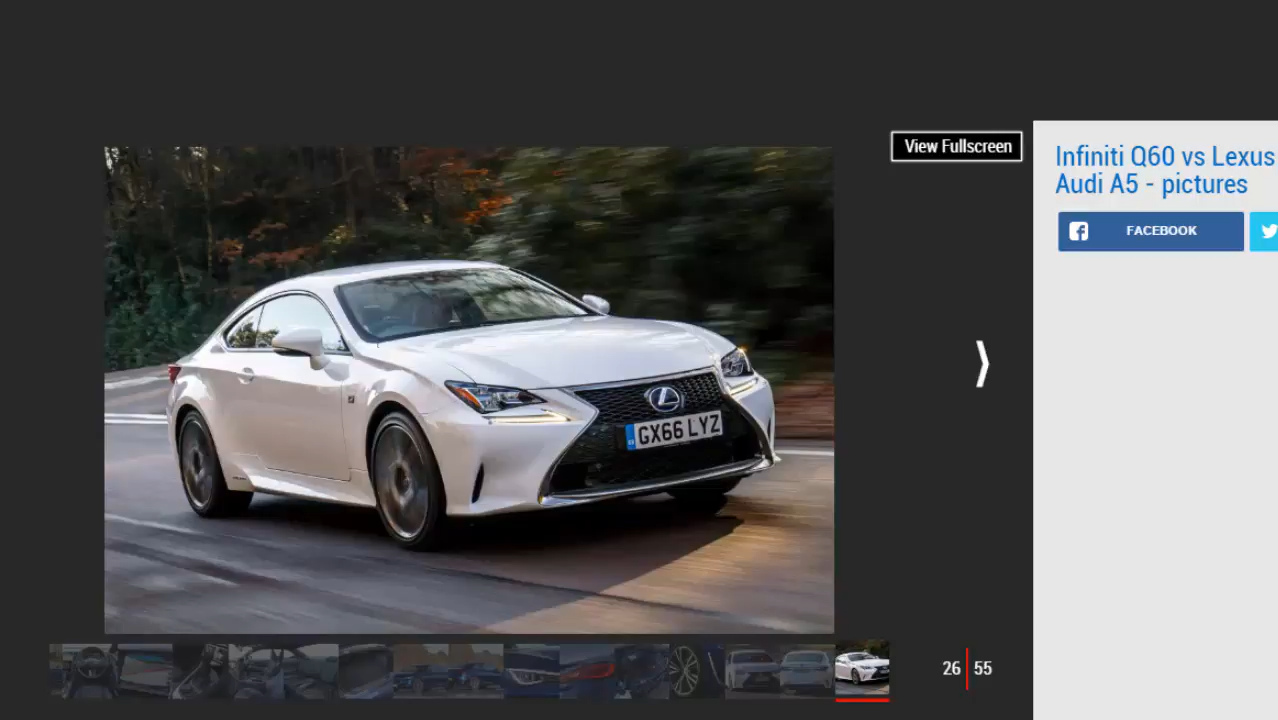 View Fullscreen
Infiniti Q60 vs Lexus
Audi A5 - pictures
FACEBOOK
GX66 LYZ
26 55